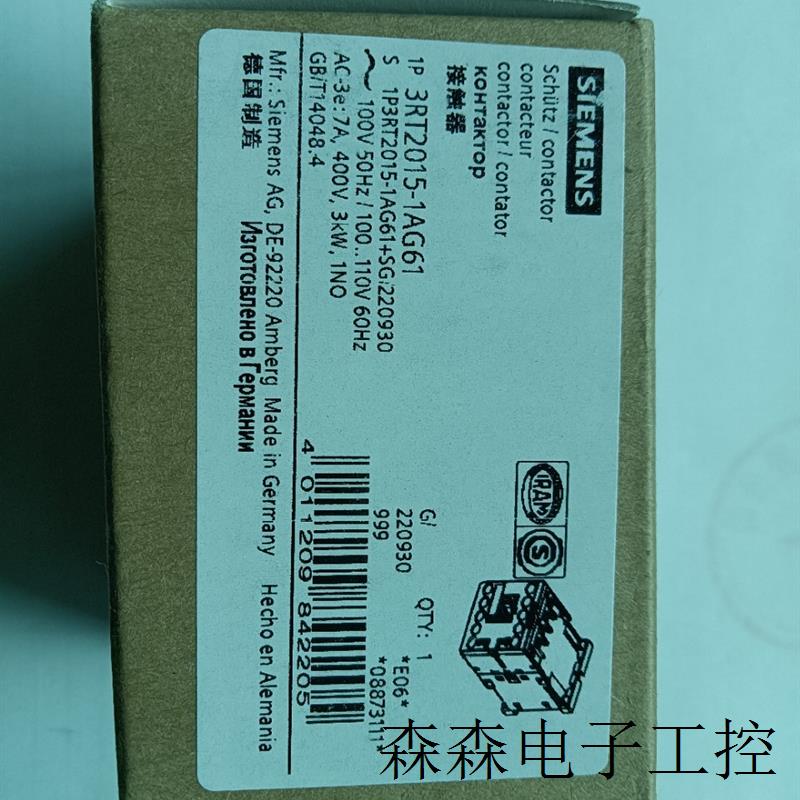 SIEMENS
Schütz / contactor
contacteur
contactor / contator
контактор
接触器
1P 3RT2015-1AG61
S 1P3RT2015-1AG61+SG/220930
100V 50Hz / 100..110V 60Hz
AC-3e: 7A, 400V, 3kW, 1NO
GB/T14048.4
Mfr.: Siemens AG, DE-92220 Amberg Made in Germany Hecho en Alemania
德國制造 Изготовлено в Германии
IRAM
S
G/ QTY: 1 *E06*
220930 *08873111*
999
4 011209 842205
森森电子工控